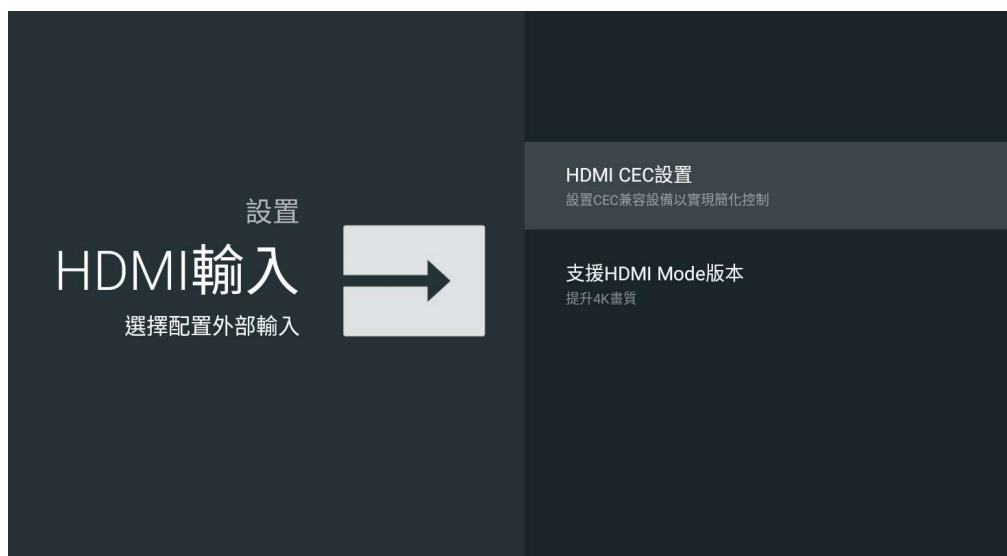 設置
HDMI輸入
選擇配置外部輸入
HDMI CEC設置
設置CEC兼容設備以實現簡化控制
支援HDMI Mode版本
提升4K畫質